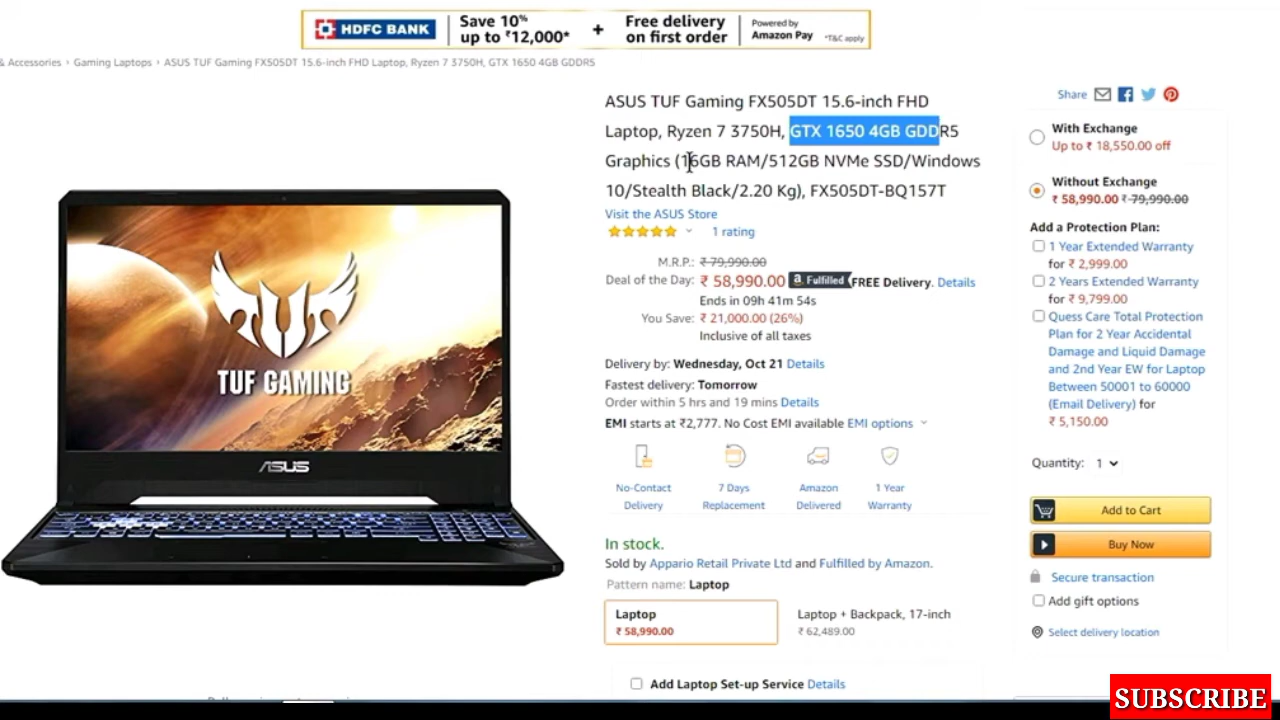 HDFC BANK
Save 10%
up to ₹12,000*
+
Free delivery
on first order
Powered by
Amazon Pay
*T&C apply
& Accessories › Gaming Laptops › ASUS TUF Gaming FX505DT 15.6-inch FHD Laptop, Ryzen 7 3750H, GTX 1650 4GB GDDR5
TUF GAMING
ASUS
ASUS TUF Gaming FX505DT 15.6-inch FHD
Laptop, Ryzen 7 3750H, GTX 1650 4GB GDDR5
Graphics (16GB RAM/512GB NVMe SSD/Windows
10/Stealth Black/2.20 Kg), FX505DT-BQ157T
Visit the ASUS Store
1 rating
M.R.P.: ₹ 79,990.00
Deal of the Day: ₹ 58,990.00 a Fulfilled FREE Delivery. Details
Ends in 09h 41m 54s
You Save: ₹ 21,000.00 (26%)
Inclusive of all taxes
Delivery by: Wednesday, Oct 21 Details
Fastest delivery: Tomorrow
Order within 5 hrs and 19 mins Details
EMI starts at ₹2,777. No Cost EMI available EMI options
No-Contact
Delivery
7 Days
Replacement
Amazon
Delivered
1 Year
Warranty
In stock.
Sold by Appario Retail Private Ltd and Fulfilled by Amazon.
Pattern name: Laptop
Laptop
₹ 58,990.00
Laptop + Backpack, 17-inch
₹ 62,489.00
Add Laptop Set-up Service Details
Share
With Exchange
Up to ₹ 18,550.00 off
Without Exchange
₹ 58,990.00 ₹ 79,990.00
Add a Protection Plan:
1 Year Extended Warranty
for ₹ 2,999.00
2 Years Extended Warranty
for ₹ 9,799.00
Quess Care Total Protection
Plan for 2 Year Accidental
Damage and Liquid Damage
and 2nd Year EW for Laptop
Between 50001 to 60000
(Email Delivery) for
₹ 5,150.00
Quantity: 1
Add to Cart
Buy Now
Secure transaction
Add gift options
Select delivery location
SUBSCRIBE